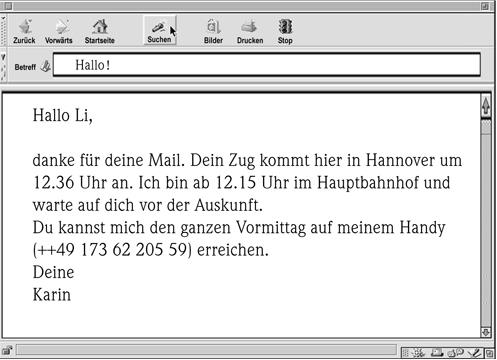 Zurück Vorwärts Startseite Suchen Bilder Drucken Stop
Betreff Hallo!
Hallo Li,
danke für deine Mail. Dein Zug kommt hier in Hannover um
12.36 Uhr an. Ich bin ab 12.15 Uhr im Hauptbahnhof und
warte auf dich vor der Auskunft.
Du kannst mich den ganzen Vormittag auf meinem Handy
(++49 173 62 205 59) erreichen.
Deine
Karin